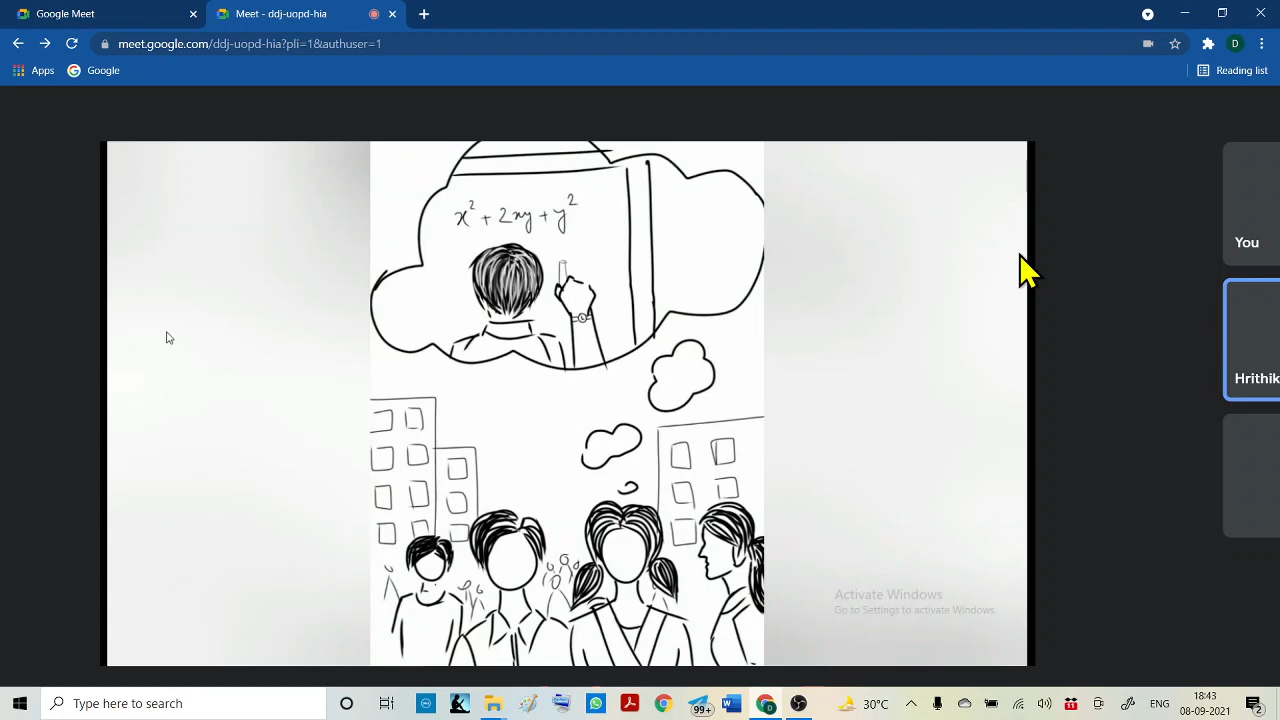 Google Meet
Meet - ddj-uopd-hia
meet.google.com/ddj-uopd-hia?pli=1&authuser=1
D
Apps
Google
Reading list
x² + 2xy + y²
You
Hrithik
Activate Windows
Go to Settings to activate Windows.
Type here to search
99+
30°C
ENG
18:43
08-09-2021
2